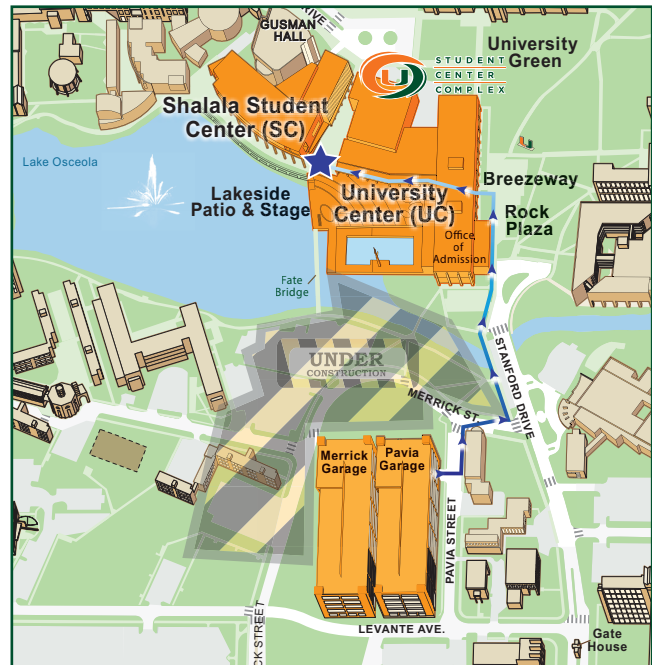 DRIVE
GUSMAN
HALL
University
Green
U
STUDENT
CENTER
COMPLEX
Shalala Student
Center (SC)
Lake Osceola
Breezeway
Lakeside
Patio & Stage
University
Center (UC)
Rock
Plaza
Office
of
Admission
Fate
Bridge
UNDER
CONSTRUCTION
STANFORD DRIVE
MERRICK ST.
Merrick
Garage
Pavia
Garage
PAVIA STREET
LEVANTE AVE.
CK STREET
Gate
House